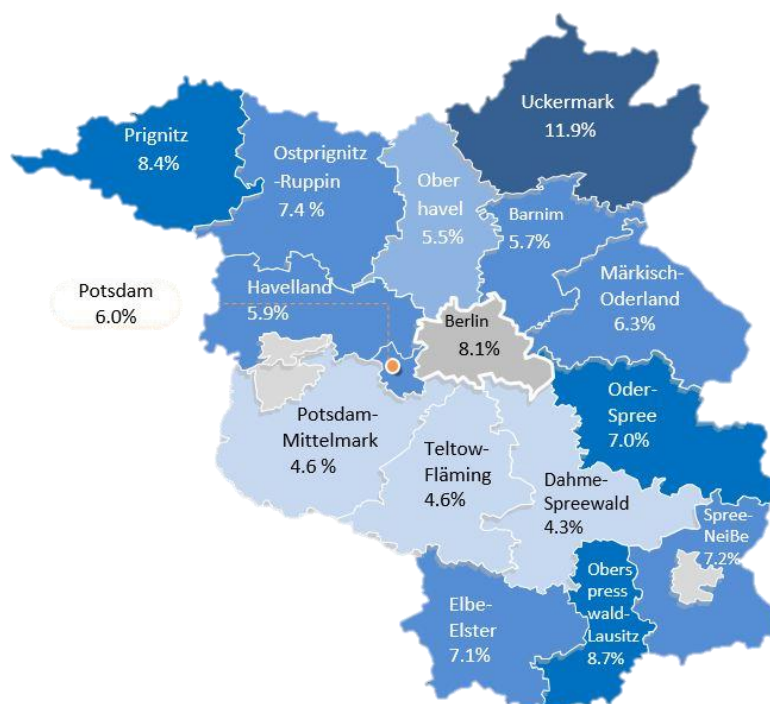 Uckermark
11.9%
Prignitz
8.4%
Ostprignitz
-Ruppin
7.4 %
Ober
havel
5.5%
Barnim
5.7%
Märkisch-
Oderland
6.3%
Potsdam
6.0%
Havelland
5.9%
Berlin
8.1%
Oder-
Spree
7.0%
Potsdam-
Mittelmark
4.6 %
Teltow-
Fläming
4.6%
Dahme-
Spreewald
4.3%
Spree-
Neiße
7.2%
Obers
press
wald-
Lausitz
8.7%
Elbe-
Elster
7.1%